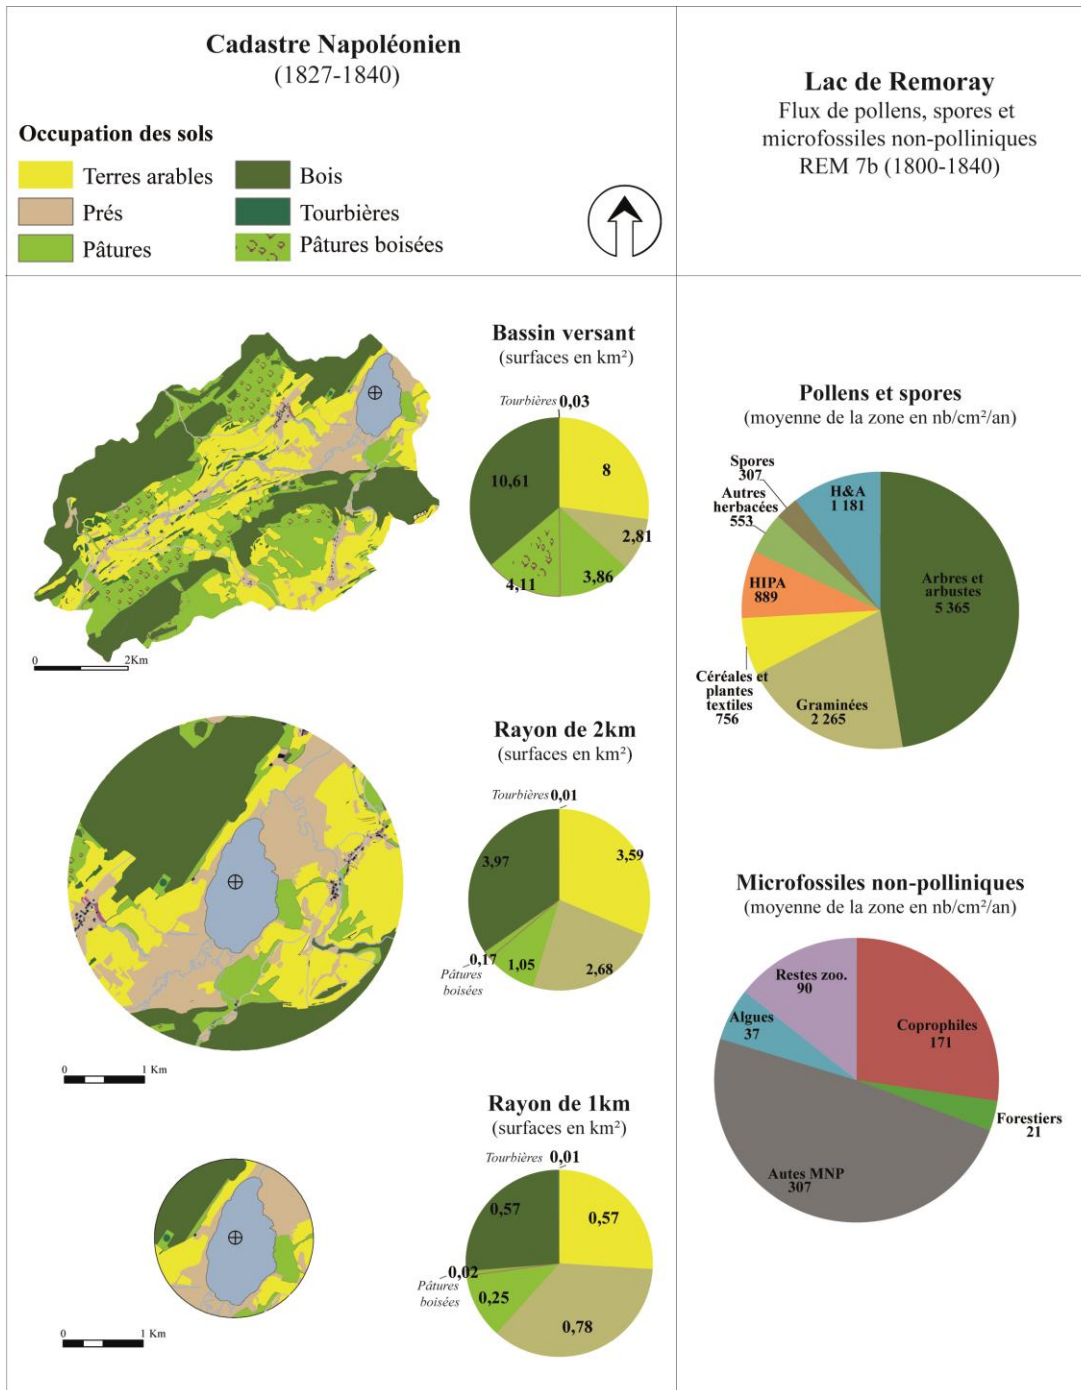 Cadastre Napoléonien
(1827-1840)
Occupation des sols
Terres arables
Prés
Pâtures
Bois
Tourbières
Pâtures boisées
Lac de Remoray
Flux de pollens, spores et
microfossiles non-polliniques
REM 7b (1800-1840)
Bassin versant
(surfaces en km²)
Tourbières 0,03
8
2,81
3,86
4,11
10,61
0 2Km
Rayon de 2km
(surfaces en km²)
Tourbières 0,01
3,59
2,68
1,05
0,17
Pâtures
boisées
3,97
0 1 Km
Rayon de 1km
(surfaces en km²)
Tourbières 0,01
0,57
0,78
0,25
0,02
Pâtures
boisées
0,57
0 1 Km
Pollens et spores
(moyenne de la zone en nb/cm²/an)
Spores
307
Autres
herbacées
553
H&A
1 181
HIPA
889
Arbres et
arbustes
5 365
Céréales et
plantes
textiles
756
Graminées
2 265
Microfossiles non-polliniques
(moyenne de la zone en nb/cm²/an)
Restes zoo.
90
Algues
37
Coprophiles
171
Forestiers
21
Autes MNP
307